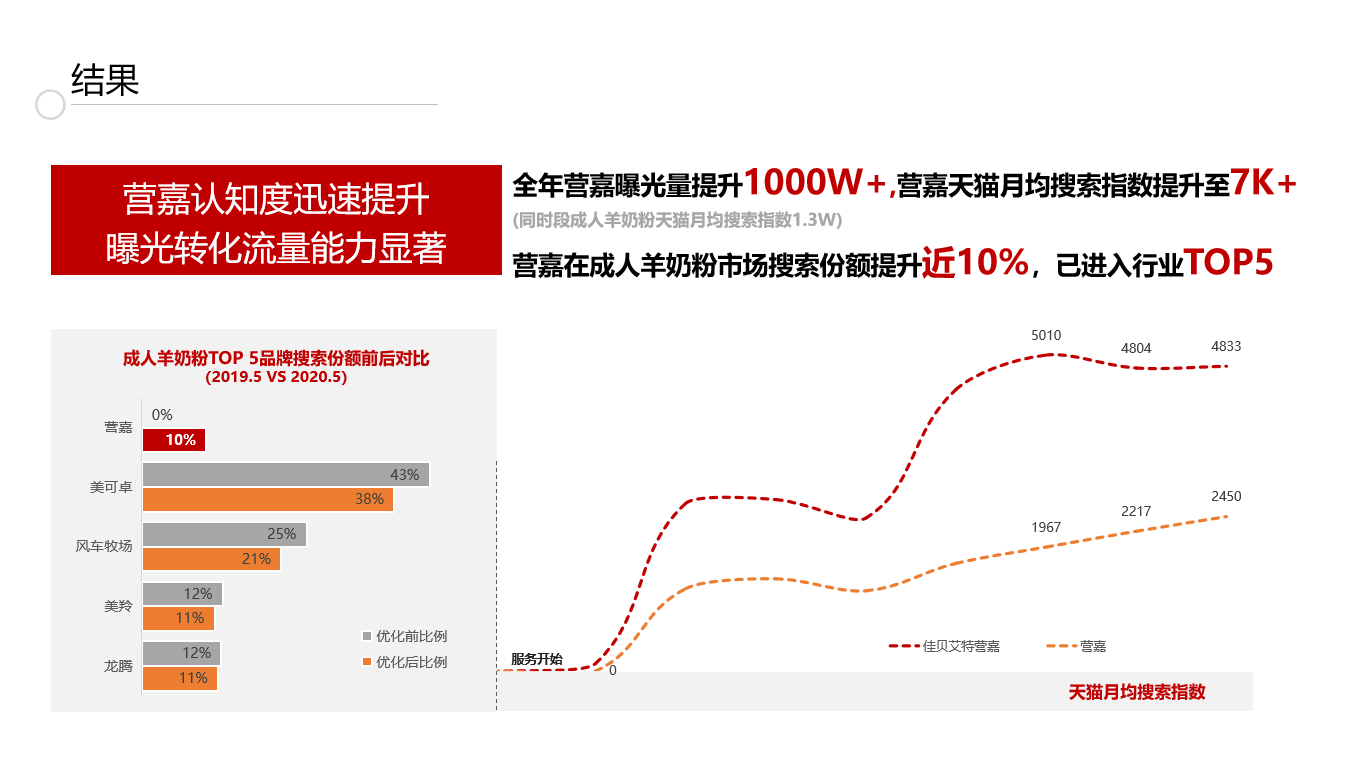 结果
营嘉认知度迅速提升
曝光转化流量能力显著
全年营嘉曝光量提升1000W+,营嘉天猫月均搜索指数提升至7K+
(同时段成人羊奶粉天猫月均搜索指数1.3W)
营嘉在成人羊奶粉市场搜索份额提升近10%，已进入行业TOP5
成人羊奶粉TOP 5品牌搜索份额前后对比
(2019.5 VS 2020.5)
营嘉
0%
10%
美可卓
43%
38%
风车牧场
25%
21%
美羚
12%
11%
龙腾
12%
11%
优化前比例
优化后比例
5010
4804
4833
1967
2217
2450
服务开始
0
佳贝艾特营嘉
营嘉
天猫月均搜索指数